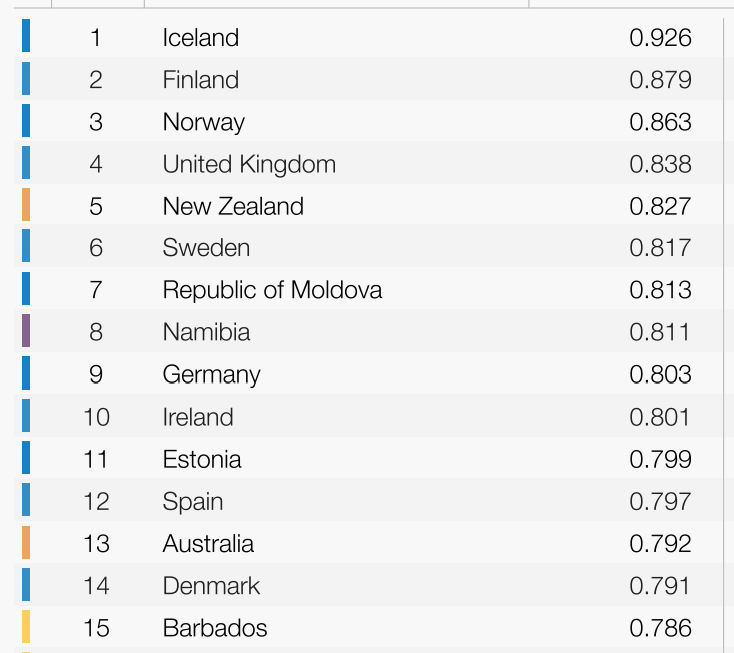 1 Iceland 0.926
2 Finland 0.879
3 Norway 0.863
4 United Kingdom 0.838
5 New Zealand 0.827
6 Sweden 0.817
7 Republic of Moldova 0.813
8 Namibia 0.811
9 Germany 0.803
10 Ireland 0.801
11 Estonia 0.799
12 Spain 0.797
13 Australia 0.792
14 Denmark 0.791
15 Barbados 0.786